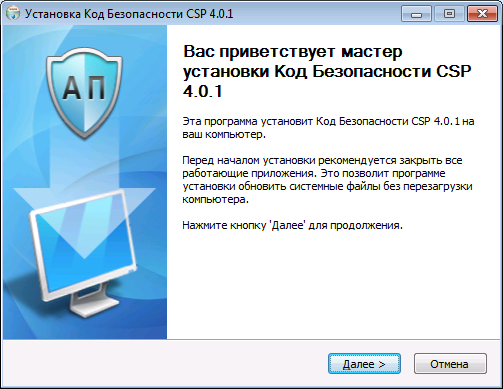 Установка Код Безопасности CSP 4.0.1
АП
Вас приветствует мастер
установки Код Безопасности CSP
4.0.1
Эта программа установит Код Безопасности CSP 4.0.1 на
ваш компьютер.
Перед началом установки рекомендуется закрыть все
работающие приложения. Это позволит программе
установки обновить системные файлы без перезагрузки
компьютера.
Нажмите кнопку 'Далее' для продолжения.
Далее >
Отмена